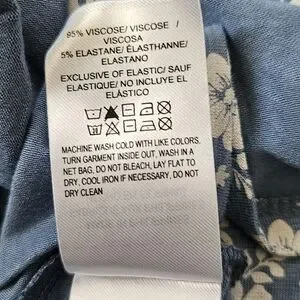 95% VISCOSE/ VISCOSE /
VISCOSA
5% ELASTANE/ ÉLASTHANNE/
ELASTANO
EXCLUSIVE OF ELASTIC/ SAUF
ELASTIQUE/ NO INCLUYE EL
ELÁSTICO
MACHINE WASH COLD WITH LIKE COLORS,
TURN GARMENT INSIDE OUT, WASH IN A
NET BAG, DO NOT BLEACH, LAY FLAT TO
DRY, COOL IRON IF NECESSARY, DO NOT
DRY CLEAN